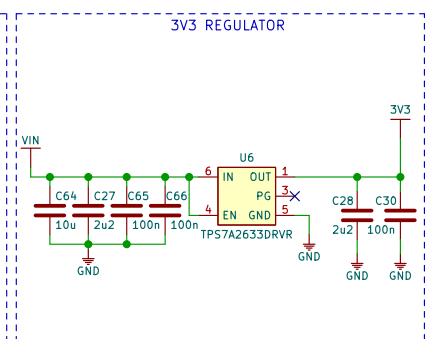 3V3 REGULATOR
3V3
VIN
U6
6 IN OUT 1
C64 C27 C65 C66
PG 3
C28 C30
4 EN GND 5
10u 2u2 100n 100n
2u2 100n
TPS7A2633DRVR
GND
GND
GND GND